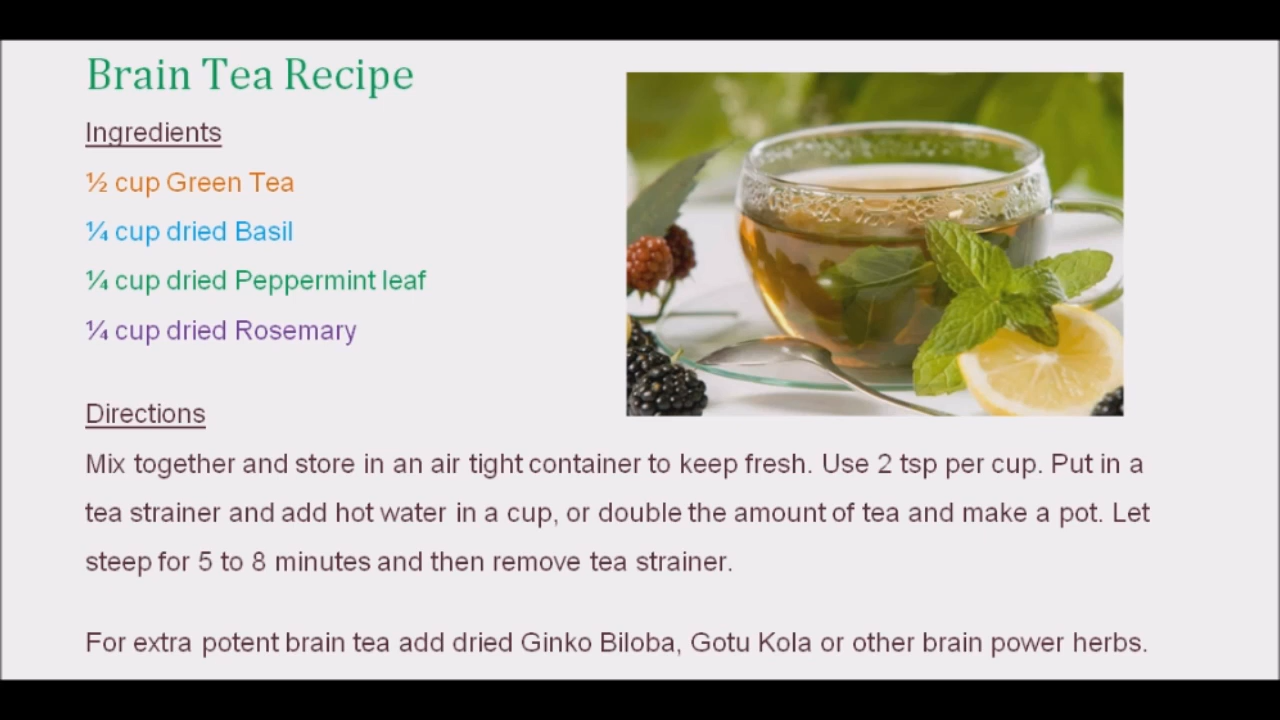 Brain Tea Recipe
Ingredients
½ cup Green Tea
¼ cup dried Basil
¼ cup dried Peppermint leaf
¼ cup dried Rosemary
Directions
Mix together and store in an air tight container to keep fresh. Use 2 tsp per cup. Put in a
tea strainer and add hot water in a cup, or double the amount of tea and make a pot. Let
steep for 5 to 8 minutes and then remove tea strainer.
For extra potent brain tea add dried Ginko Biloba, Gotu Kola or other brain power herbs.